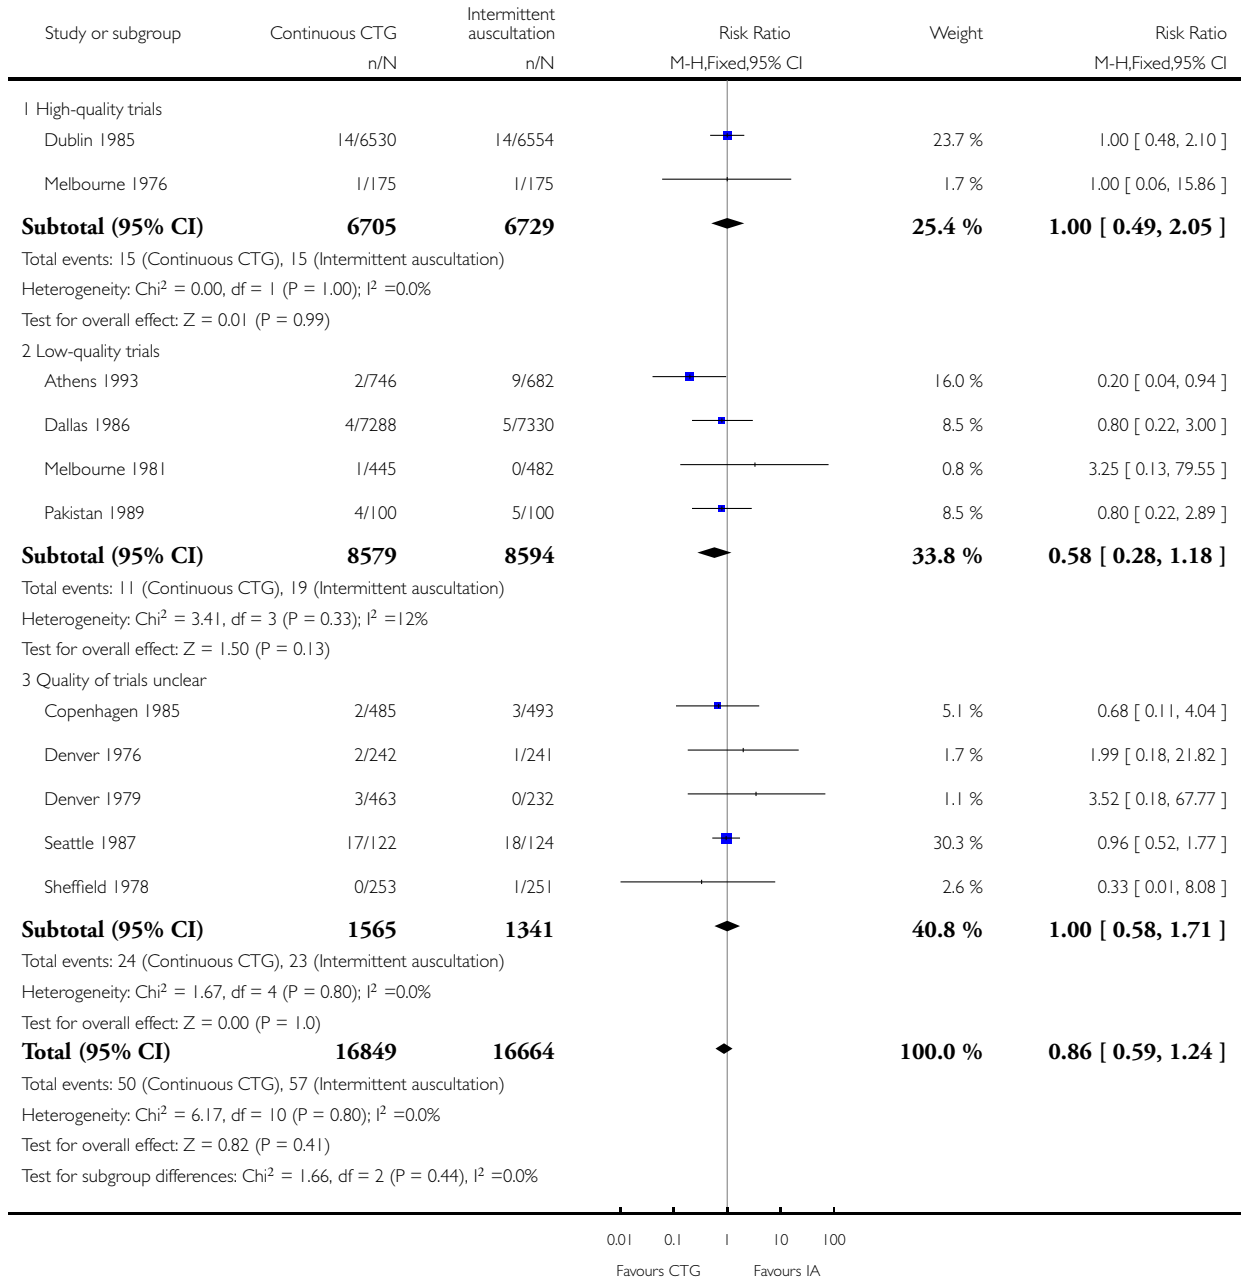 Study or subgroup Continuous CTG Intermittent auscultation Risk Ratio Weight Risk Ratio
n/N n/N M-H,Fixed,95% CI M-H,Fixed,95% CI
1 High-quality trials
Dublin 1985 14/6530 14/6554 23.7 % 1.00 [ 0.48, 2.10 ]
Melbourne 1976 1/175 1/175 1.7 % 1.00 [ 0.06, 15.86 ]
Subtotal (95% CI) 6705 6729 25.4 % 1.00 [ 0.49, 2.05 ]
Total events: 15 (Continuous CTG), 15 (Intermittent auscultation)
Heterogeneity: Chi² = 0.00, df = 1 (P = 1.00); I² =0.0%
Test for overall effect: Z = 0.01 (P = 0.99)
2 Low-quality trials
Athens 1993 2/746 9/682 16.0 % 0.20 [ 0.04, 0.94 ]
Dallas 1986 4/7288 5/7330 8.5 % 0.80 [ 0.22, 3.00 ]
Melbourne 1981 1/445 0/482 0.8 % 3.25 [ 0.13, 79.55 ]
Pakistan 1989 4/100 5/100 8.5 % 0.80 [ 0.22, 2.89 ]
Subtotal (95% CI) 8579 8594 33.8 % 0.58 [ 0.28, 1.18 ]
Total events: 11 (Continuous CTG), 19 (Intermittent auscultation)
Heterogeneity: Chi² = 3.41, df = 3 (P = 0.33); I² =12%
Test for overall effect: Z = 1.50 (P = 0.13)
3 Quality of trials unclear
Copenhagen 1985 2/485 3/493 5.1 % 0.68 [ 0.11, 4.04 ]
Denver 1976 2/242 1/241 1.7 % 1.99 [ 0.18, 21.82 ]
Denver 1979 3/463 0/232 1.1 % 3.52 [ 0.18, 67.77 ]
Seattle 1987 17/122 18/124 30.3 % 0.96 [ 0.52, 1.77 ]
Sheffield 1978 0/253 1/251 2.6 % 0.33 [ 0.01, 8.08 ]
Subtotal (95% CI) 1565 1341 40.8 % 1.00 [ 0.58, 1.71 ]
Total events: 24 (Continuous CTG), 23 (Intermittent auscultation)
Heterogeneity: Chi² = 1.67, df = 4 (P = 0.80); I² =0.0%
Test for overall effect: Z = 0.00 (P = 1.0)
Total (95% CI) 16849 16664 100.0 % 0.86 [ 0.59, 1.24 ]
Total events: 50 (Continuous CTG), 57 (Intermittent auscultation)
Heterogeneity: Chi² = 6.17, df = 10 (P = 0.80); I² =0.0%
Test for overall effect: Z = 0.82 (P = 0.41)
Test for subgroup differences: Chi² = 1.66, df = 2 (P = 0.44), I² =0.0%
0.01 0.1 1 10 100
Favours CTG Favours IA